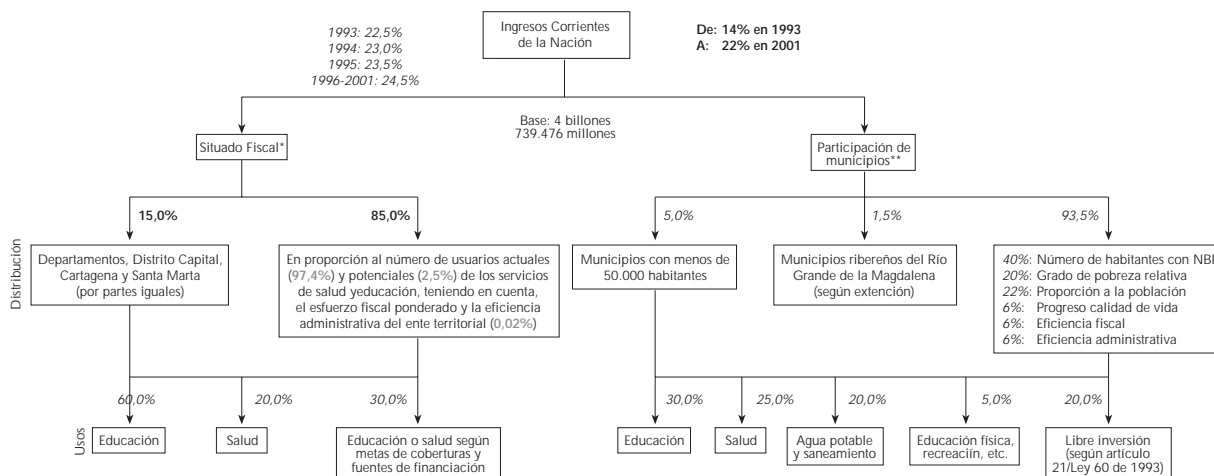 Ingresos Corrientes
de la Nación
De: 14% en 1993
A: 22% en 2001
1993: 22,5%
1994: 23,0%
1995: 23,5%
1996-2001: 24,5%
Base: 4 billones
739.476 millones
Situado Fiscal*
Participación de
municipios**
15,0%
85,0%
5,0%
1,5%
93,5%
Distribución
Departamentos, Distrito Capital,
Cartagena y Santa Marta
(por partes iguales)
En proporción al número de usuarios actuales
(97,4%) y potenciales (2,5%) de los servicios
de salud yeducación, teniendo en cuenta,
el esfuerzo fiscal ponderado y la eficiencia
administrativa del ente territorial (0,02%)
Municipios con menos de
50.000 habitantes
Municipios ribereños del Río
Grande de la Magdalena
(según extención)
40%: Número de habitantes con NBI
20%: Grado de pobreza relativa
22%: Proporción a la población
6%: Progreso calidad de vida
6%: Eficiencia fiscal
6%: Eficiencia administrativa
60,0%
20,0%
30,0%
30,0%
25,0%
20,0%
5,0%
20,0%
Usos
Educación
Salud
Educación o salud según
metas de coberturas y
fuentes de financiación
Educación
Salud
Agua potable
y saneamiento
Educación física,
recreaciín, etc.
Libre inversión
(según artículo
21/Ley 60 de 1993)